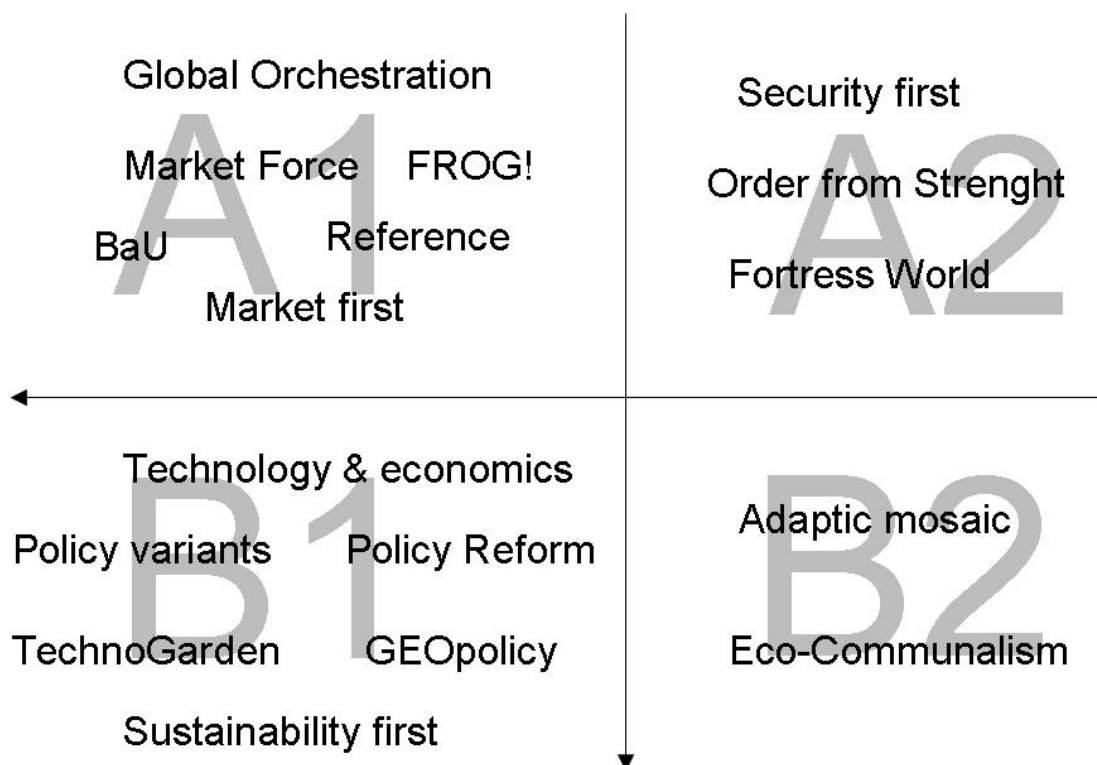 Global Orchestration
A1
Market Force
FROG!
BaU
Reference
Market first
Security first
A2
Order from Strenght
Fortress World
Technology & economics
B1
Policy variants
Policy Reform
TechnoGarden
GEOpolicy
Sustainability first
B2
Adaptic mosaic
Eco-Communalism